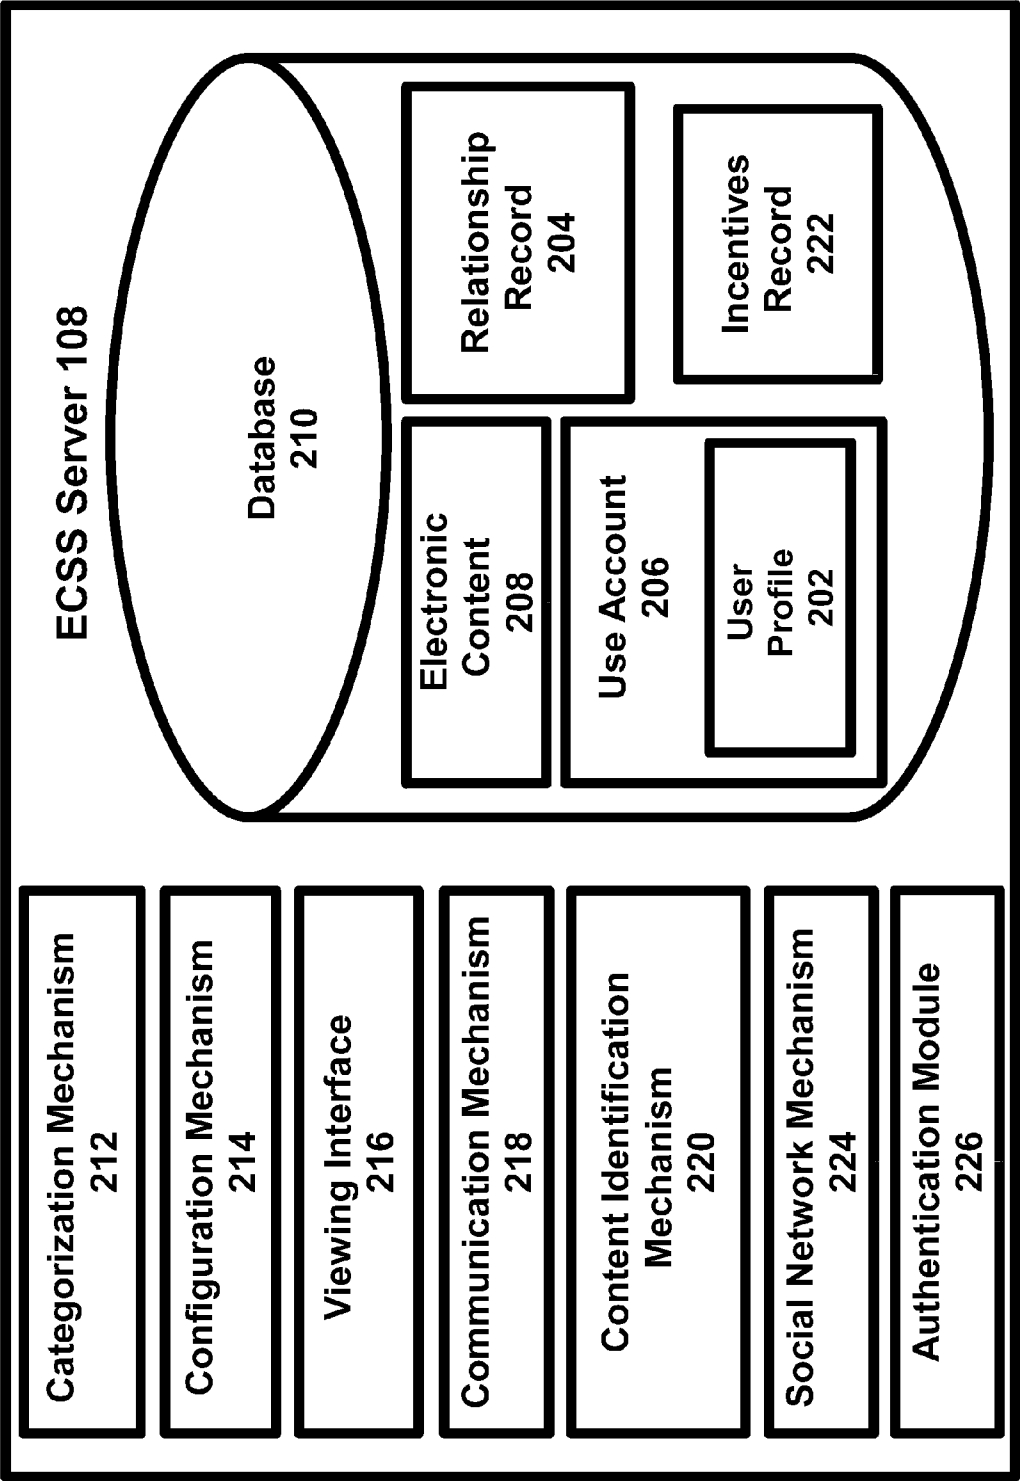 ECSS Server 108
Categorization Mechanism
212
Configuration Mechanism
214
Viewing Interface
216
Communication Mechanism
218
Content Identification
Mechanism
220
Social Network Mechanism
224
Authentication Module
226
Database
210
Electronic
Content
208
Relationship
Record
204
Use Account
206
User
Profile
202
Incentives
Record
222